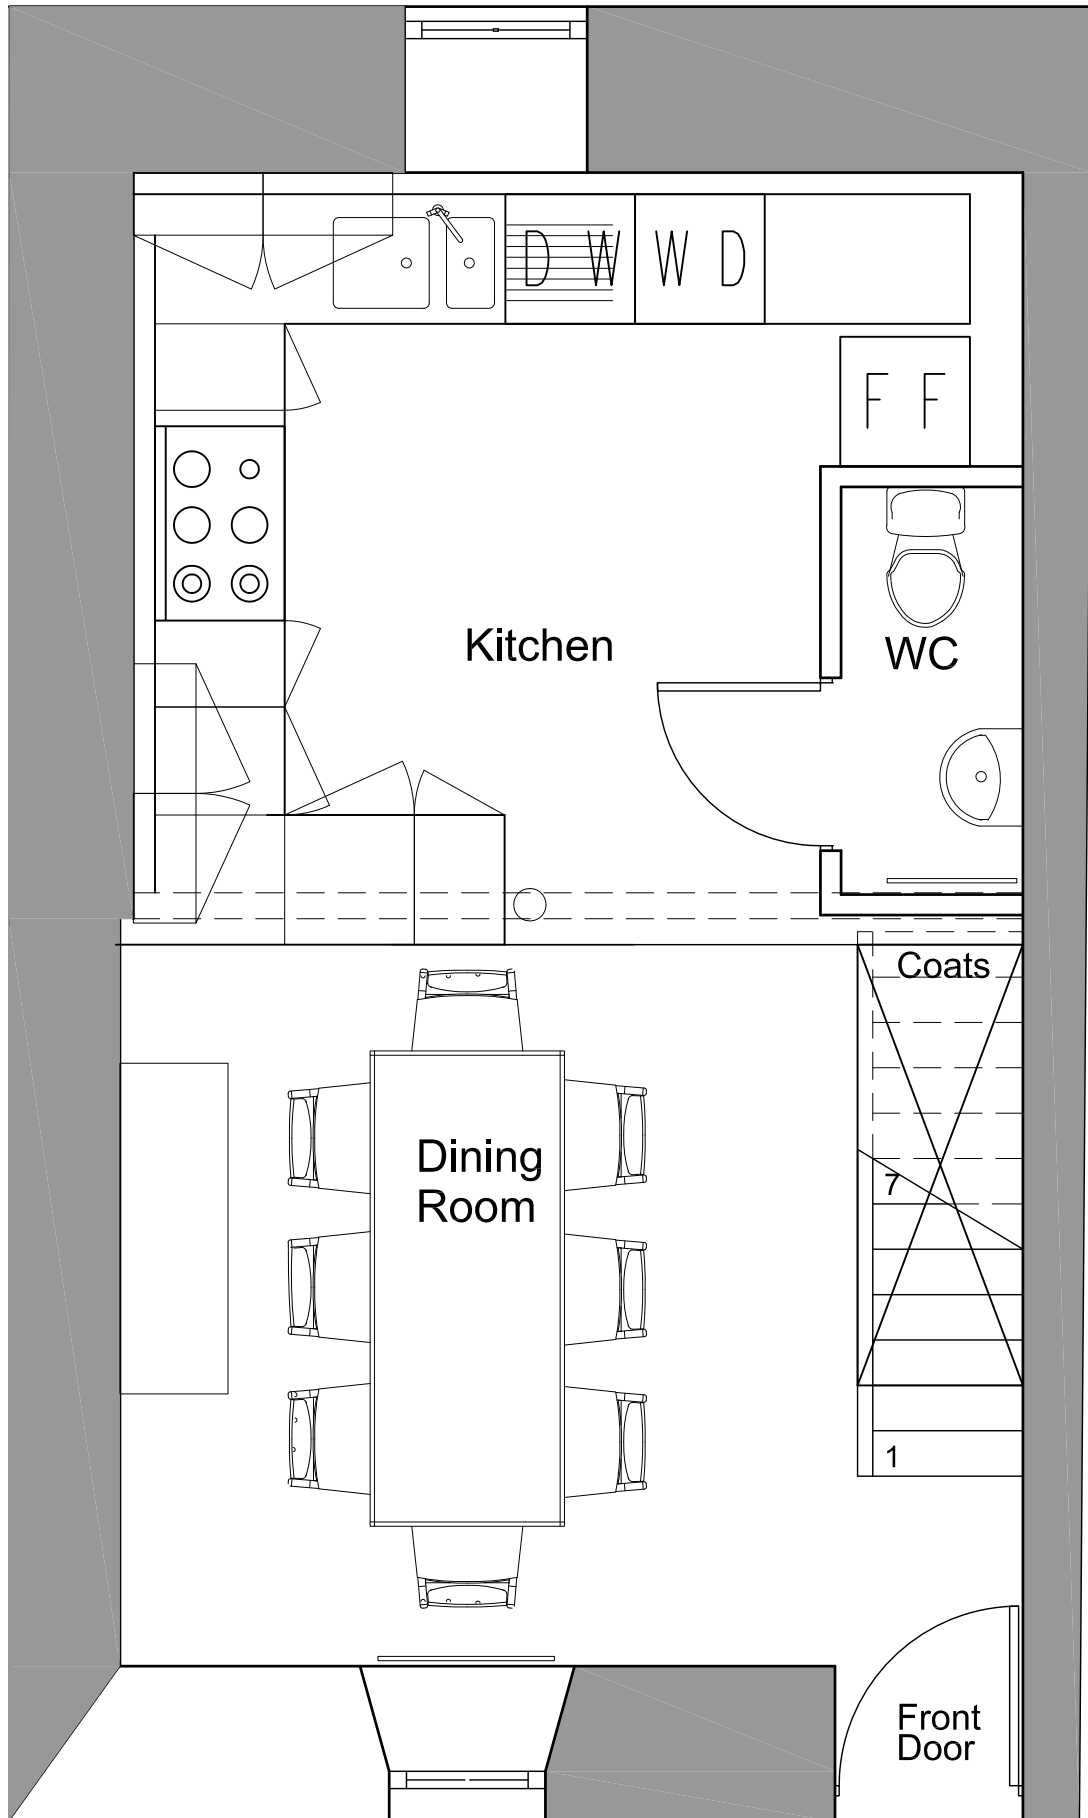 D W W D
F F
Kitchen
WC
Coats
Dining
Room
7
1
Front
Door